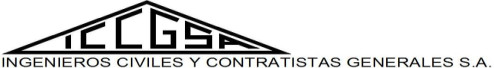 ICCGSA
INGENIEROS CIVILES Y CONTRATISTAS GENERALES S.A.